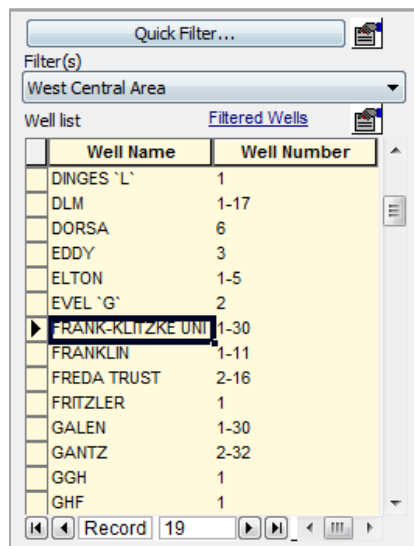 Quick Filter...
Filter(s)
West Central Area
Well list Filtered Wells
Well Name Well Number
DINGES `L` 1
DLM 1-17
DORSA 6
EDDY 3
ELTON 1-5
EVEL `G` 2
FRANK-KLITZKE UNI 1-30
FRANKLIN 1-11
FREDA TRUST 2-16
FRITZLER 1
GALEN 1-30
GANTZ 2-32
GGH 1
GHF 1
Record 19